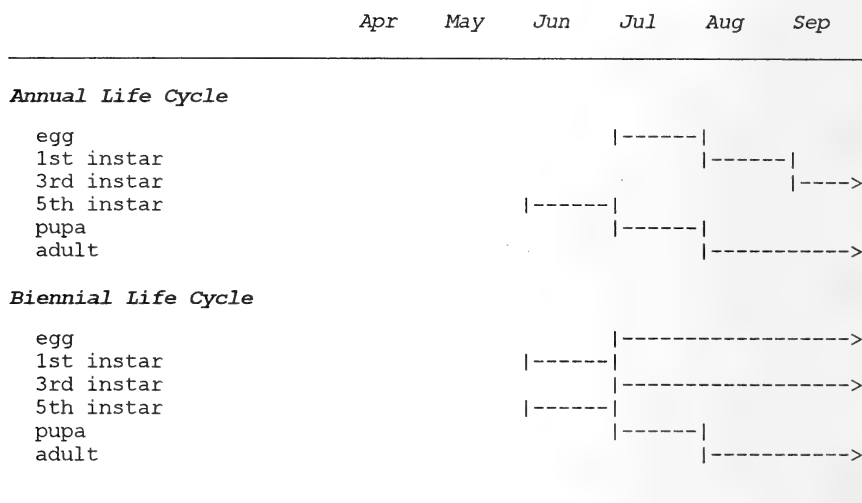 Apr May Jun Jul Aug Sep
Annual Life Cycle
egg |------|
1st instar |------|
3rd instar |---->
5th instar |------|
pupa |------|
adult |----------->
Biennial Life Cycle
egg |------------------>
1st instar |------|
3rd instar |------------------>
5th instar |------|
pupa |------|
adult |----------->